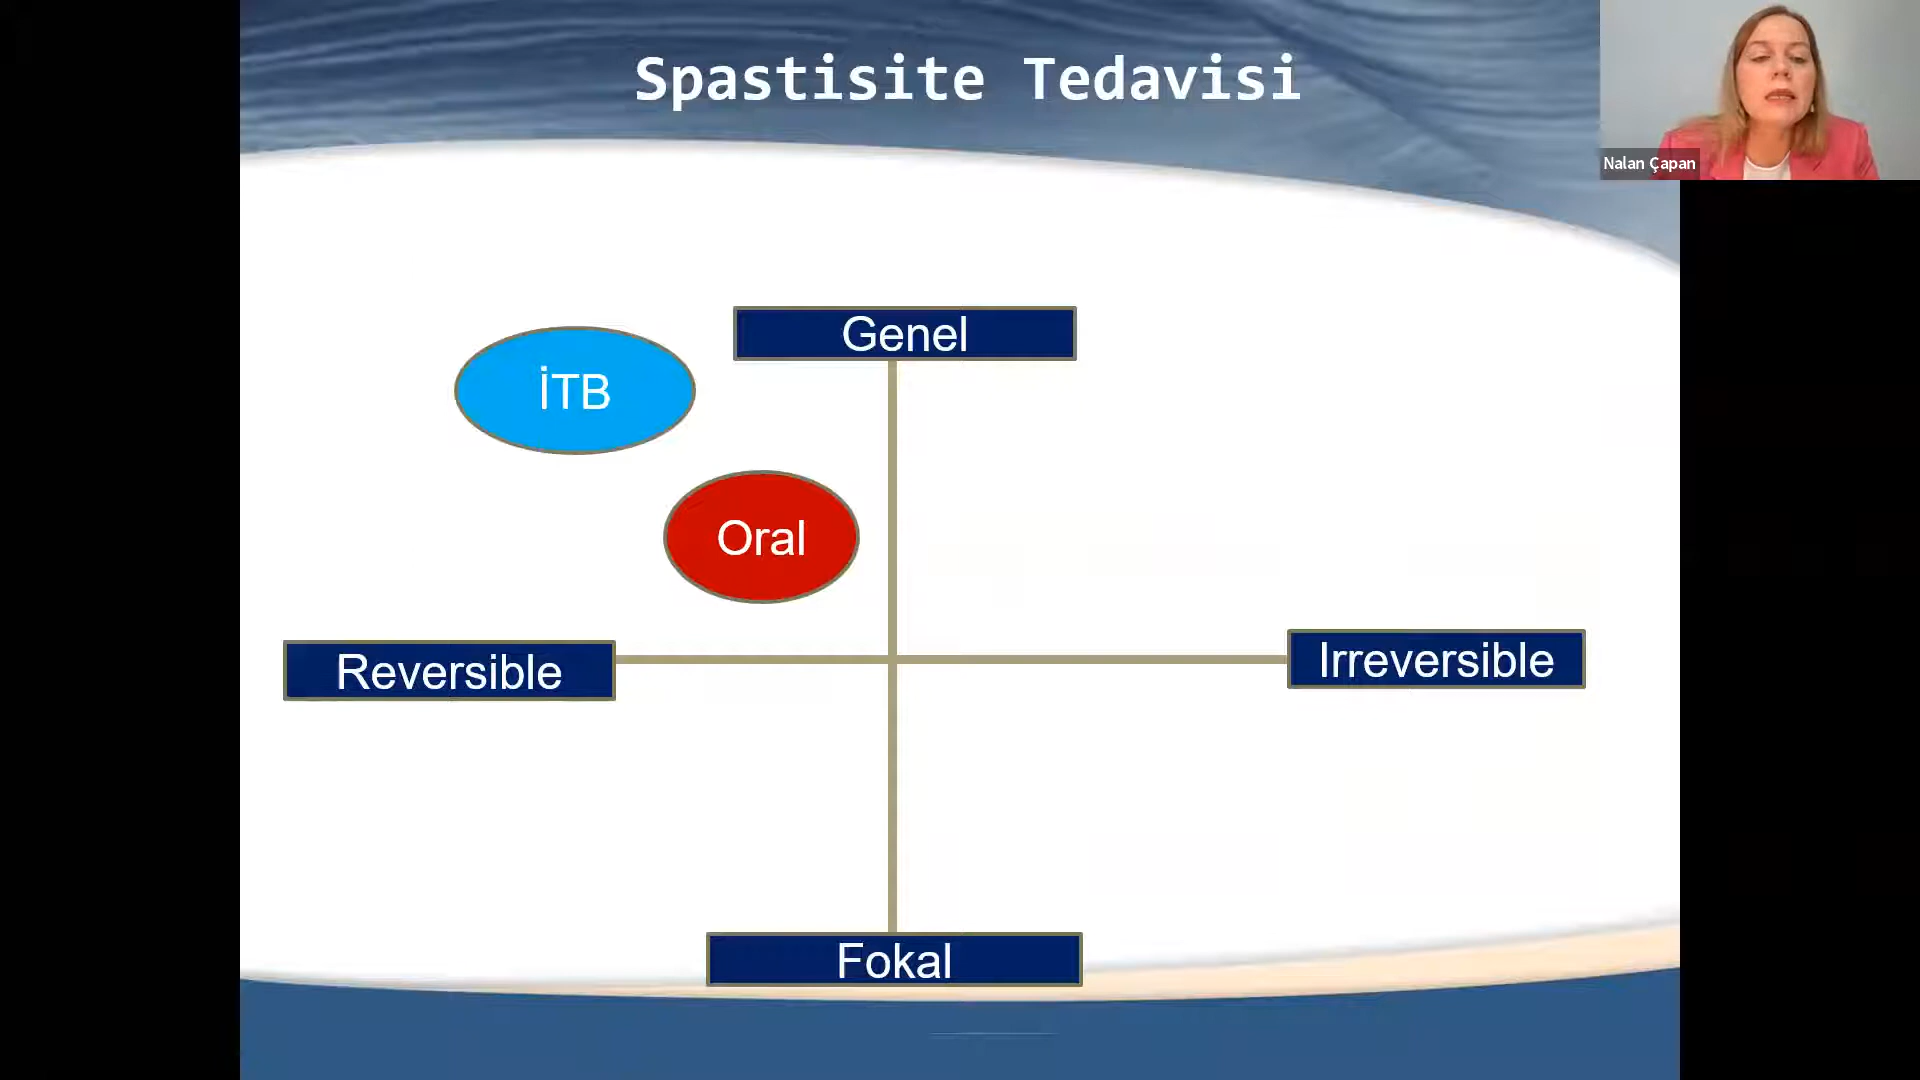 Spastisite Tedavisi
Nalan Çapan
Genel
İTB
Oral
Reversible
Irreversible
Fokal